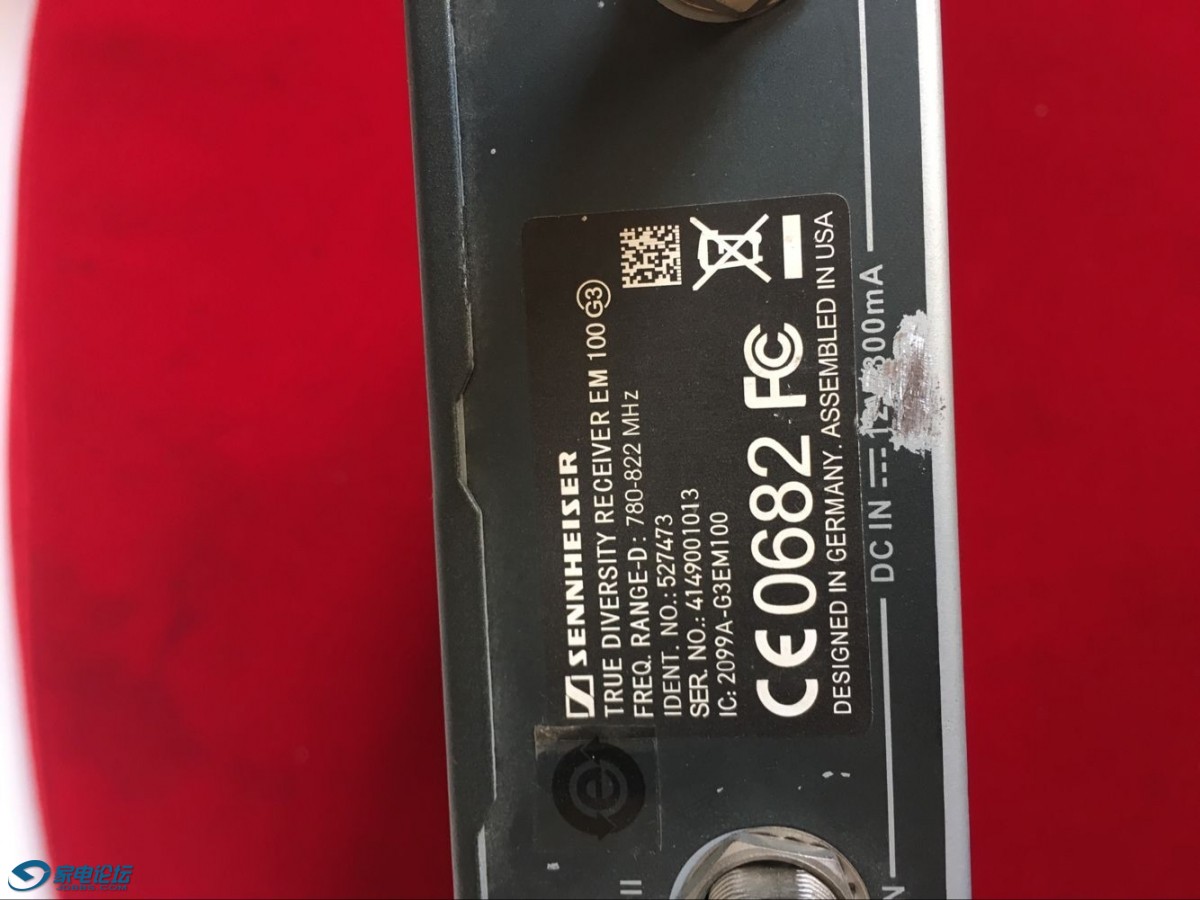 SENNHEISER
TRUE DIVERSITY RECEIVER EM 100 G3
FREQ. RANGE-D: 780-822 MHz
IDENT. NO.: 527473
SER. NO.: 4149001013
IC: 2099A-G3EM100
CE 0682 FC
DESIGNED IN GERMANY. ASSEMBLED IN USA
DC IN 300mA
II
N
e
家电论坛